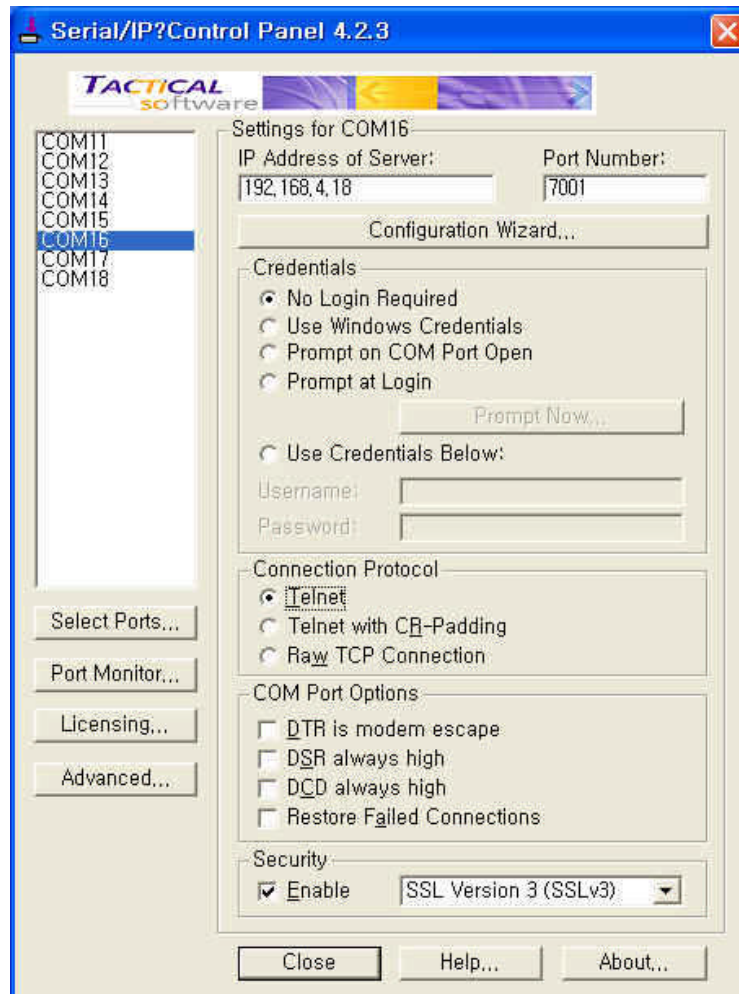 Serial/IP?Control Panel 4.2.3
TACTICAL
software
COM11
COM12
COM13
COM14
COM15
COM16
COM17
COM18
Select Ports...
Port Monitor...
Licensing...
Advanced...
Settings for COM16
IP Address of Server: Port Number:
192.168.4.18 7001
Configuration Wizard...
Credentials
No Login Required
Use Windows Credentials
Prompt on COM Port Open
Prompt at Login
Prompt Now...
Use Credentials Below:
Username:
Password:
Connection Protocol
Telnet
Telnet with CR-Padding
Raw TCP Connection
COM Port Options
DTR is modem escape
DSR always high
DCD always high
Restore Failed Connections
Security
Enable SSL Version 3 (SSLv3)
Close Help... About...